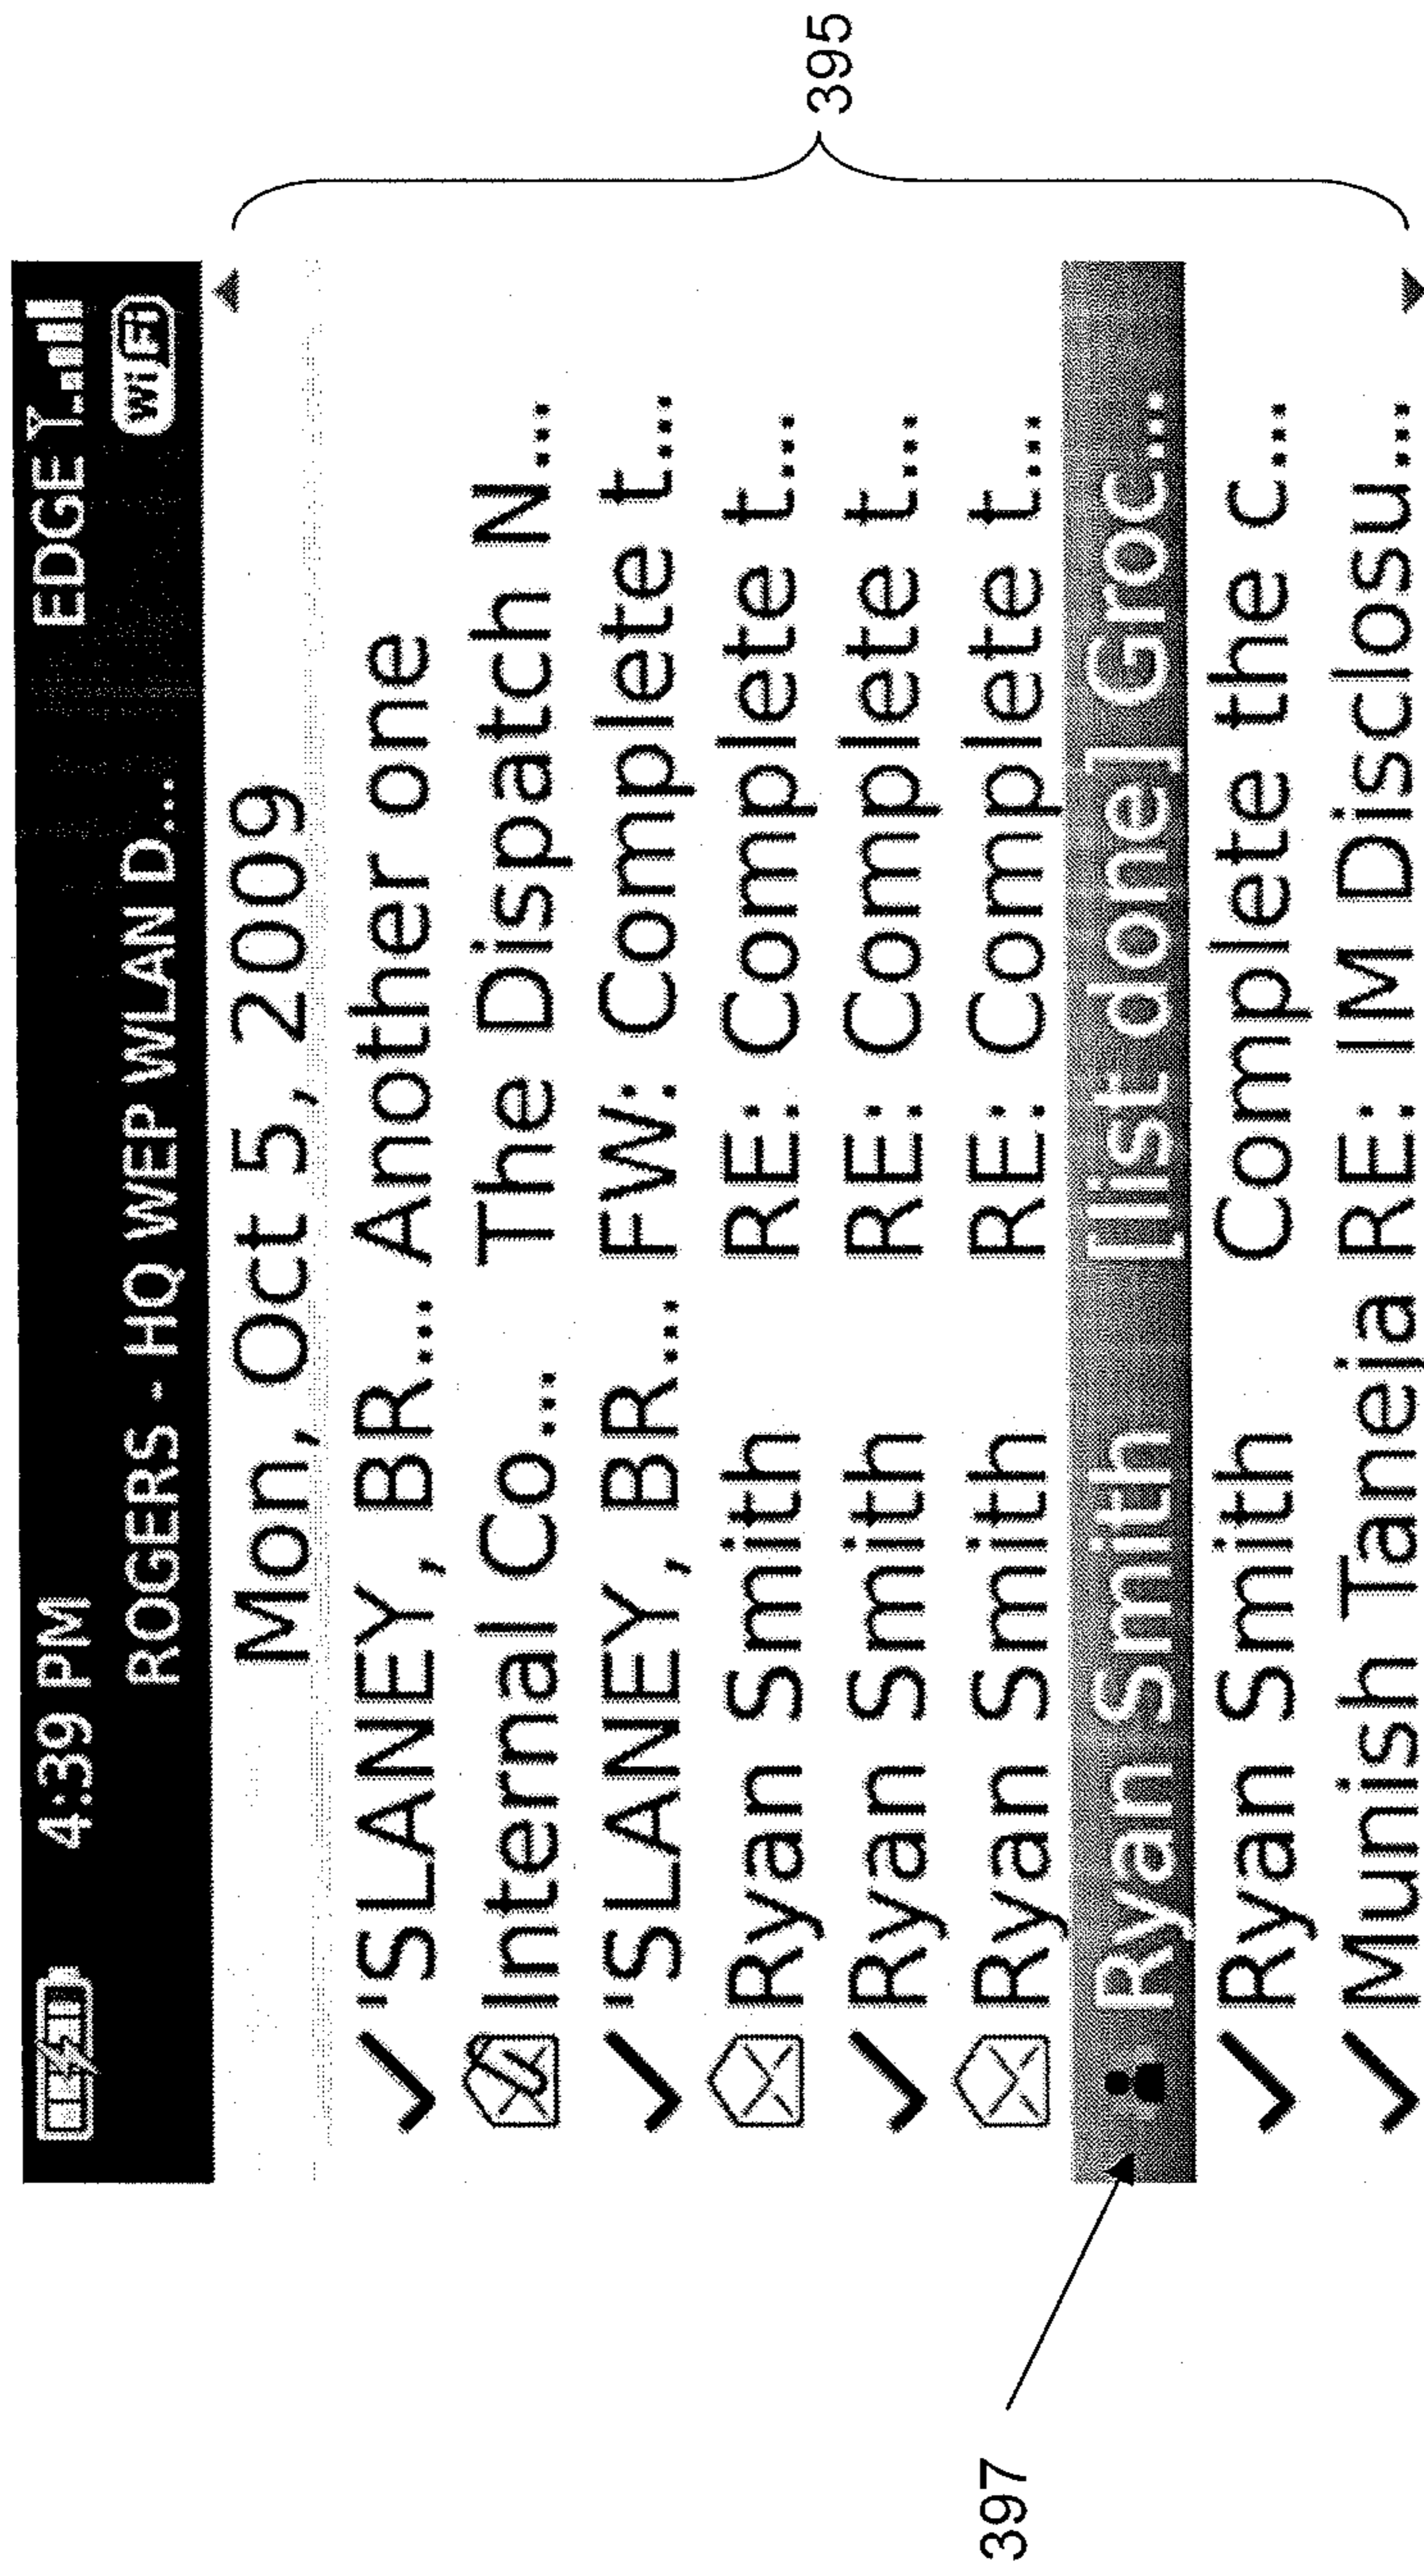 4:39 PM EDGE
ROGERS - HQ WEP WLAN D...
WiFi
Mon, Oct 5, 2009
'SLANEY, BR... Another one
Internal Co... The Dispatch N...
"SLANEY, BR... FW: Complete t...
Ryan Smith RE: Complete t...
Ryan Smith RE: Complete t...
Ryan Smith RE: Complete t...
Ryan Smith [list done] Groc...
Ryan Smith Complete the c...
Munish Taneja RE: IM Disclosu...
395
397